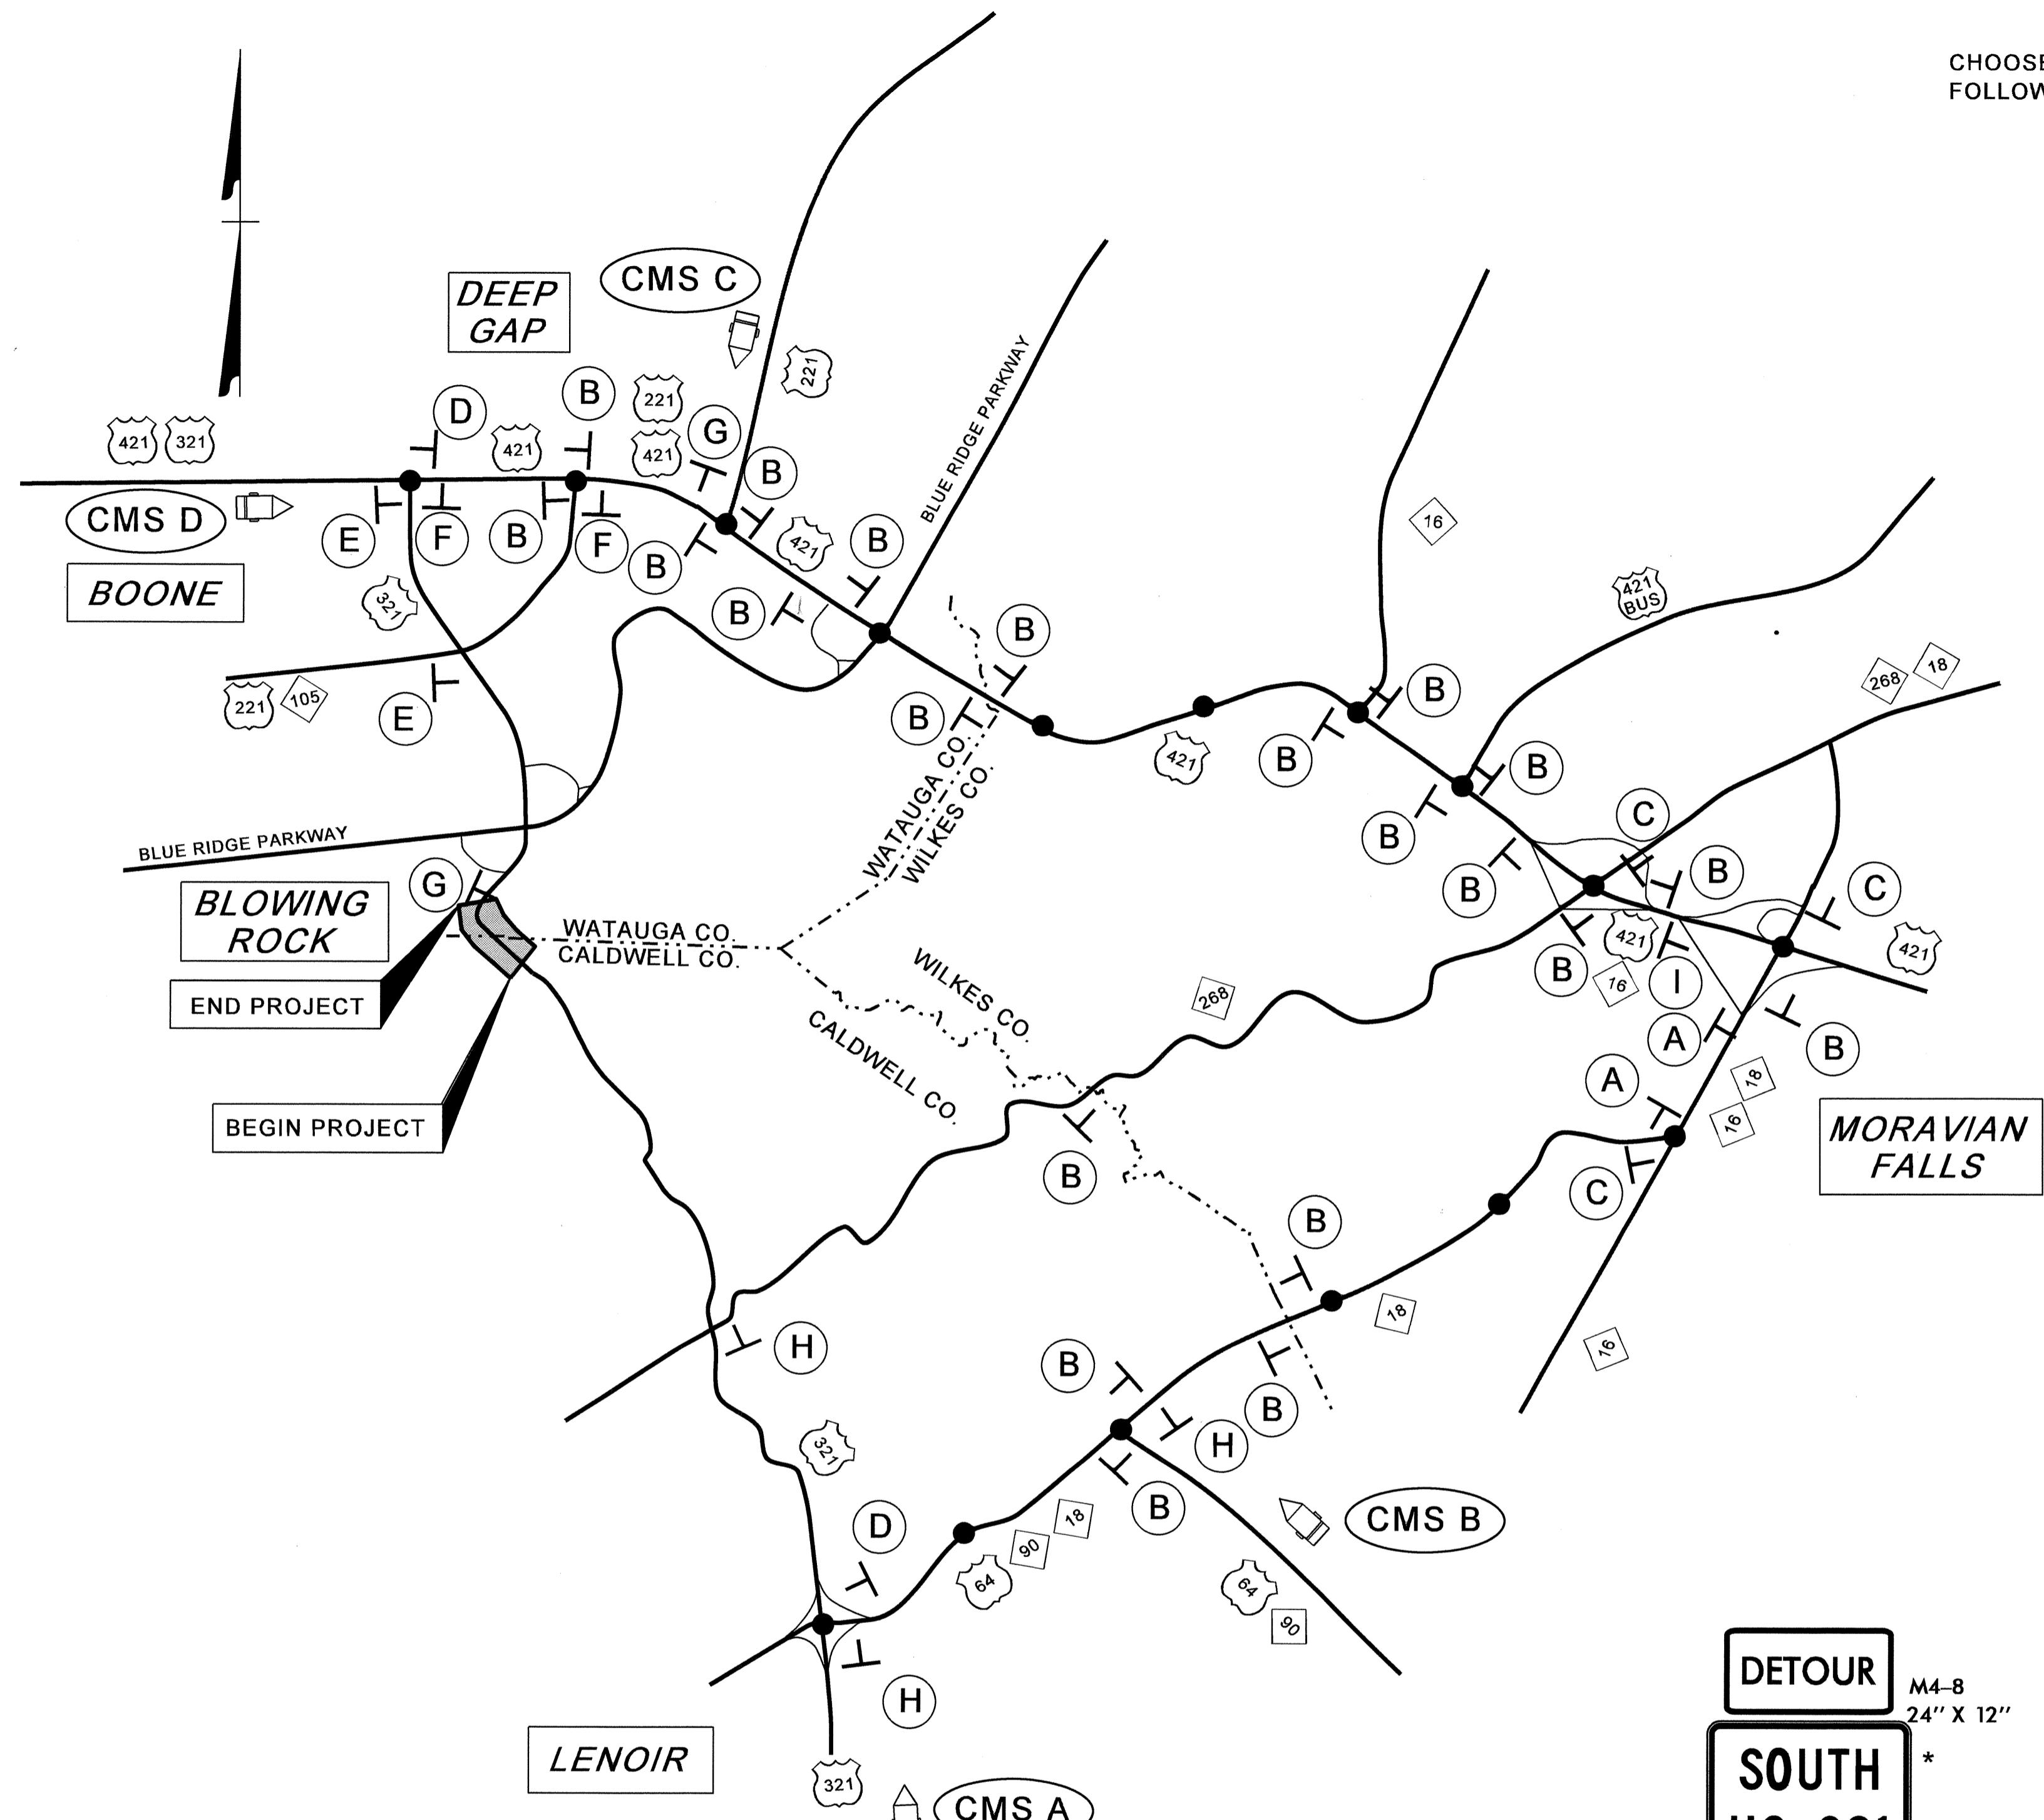 CHOOSE
FOLLOW
CMS C
DEEP
GAP
221
BLUE RIDGE PARKWAY
D
B
221
421
321
421
421
G
B
CMS D
E
F
B
F
B
421
B
16
BOONE
321
B
421
BUS
B
268
18
221
105
E
B
B
421
B
B
WATAUGA CO.
WILKES CO.
B
C
BLUE RIDGE PARKWAY
B
B
C
G
BLOWING
ROCK
WATAUGA CO.
CALDWELL CO.
421
421
B
16
I
WILKES CO.
268
END PROJECT
CALDWELL CO.
A
B
A
18
16
BEGIN PROJECT
MORAVIAN
FALLS
B
C
B
18
H
B
16
B
H
321
B
CMS B
D
18
90
64
64
90
H
DETOUR
M4-8
24" X 12"
LENOIR
SOUTH
*
321
CMS A